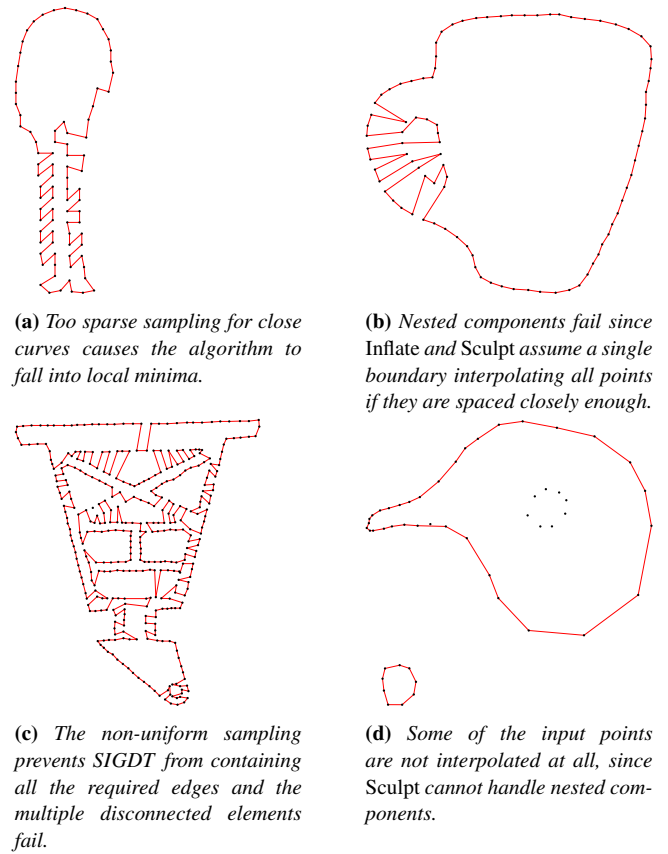 (a) Too sparse sampling for close
curves causes the algorithm to
fall into local minima.
(b) Nested components fail since
Inflate and Sculpt assume a single
boundary interpolating all points
if they are spaced closely enough.
(c) The non-uniform sampling
prevents SIGDT from containing
all the required edges and the
multiple disconnected elements
fail.
(d) Some of the input points
are not interpolated at all, since
Sculpt cannot handle nested com-
ponents.